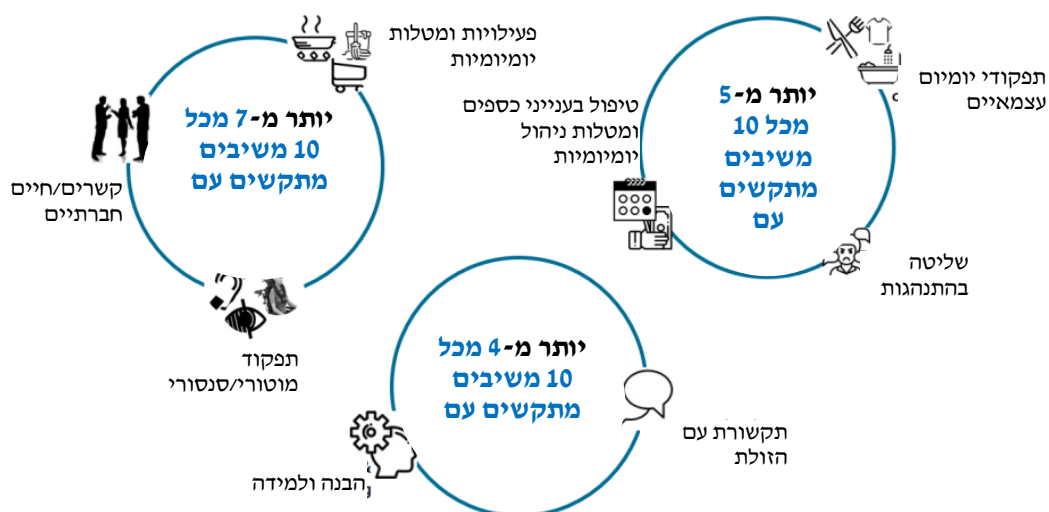 יותר מ-5
מכל 10
משיבים
מתקשים
עם
תפקודי יומיום
עצמאיים
טיפול בענייני כספים
ומטלות ניהול
יומיומיות
שליטה
בהתנהגות
יותר מ-7 מכל
10 משיבים
מתקשים עם
פעילויות ומטלות
יומיומיות
קשרים/חיים
חברתיים
תפקוד
מוטורי/סנסורי
יותר מ-4 מכל
10 משיבים
מתקשים עם
תקשורת עם
הזולת
הבנה ולמידה